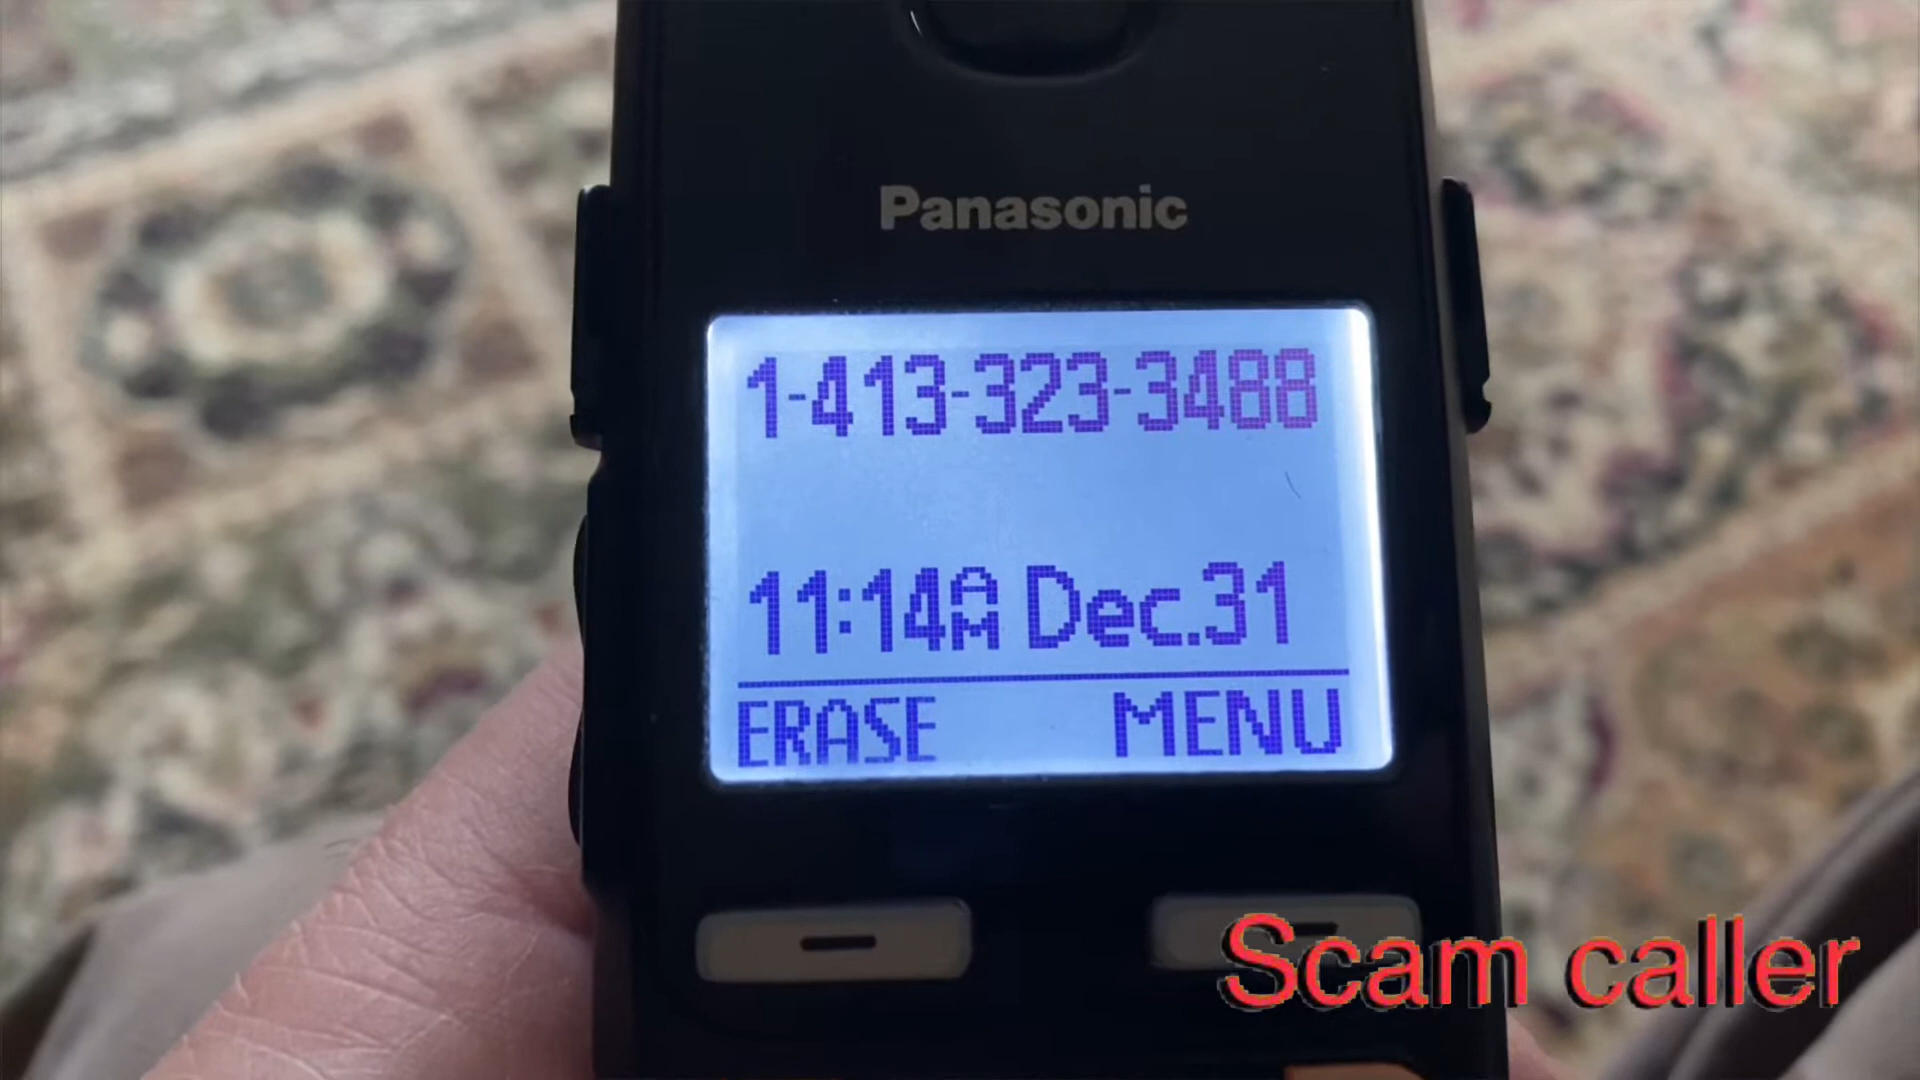 Panasonic
1-413-323-3488
11:14AM Dec.31
ERASE MENU
Scam caller